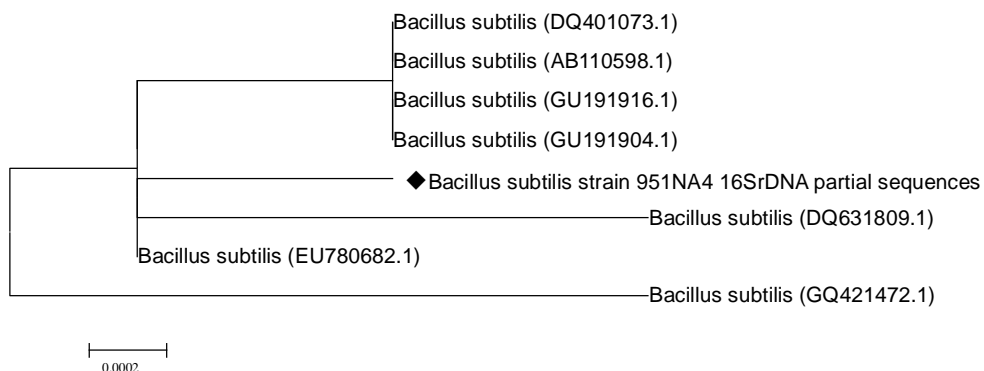 Bacillus subtilis (DQ401073.1)
Bacillus subtilis (AB110598.1)
Bacillus subtilis (GU191916.1)
Bacillus subtilis (GU191904.1)
Bacillus subtilis strain 951NA4 16SrDNA partial sequences
Bacillus subtilis (DQ631809.1)
Bacillus subtilis (EU780682.1)
Bacillus subtilis (GQ421472.1)
0.0002